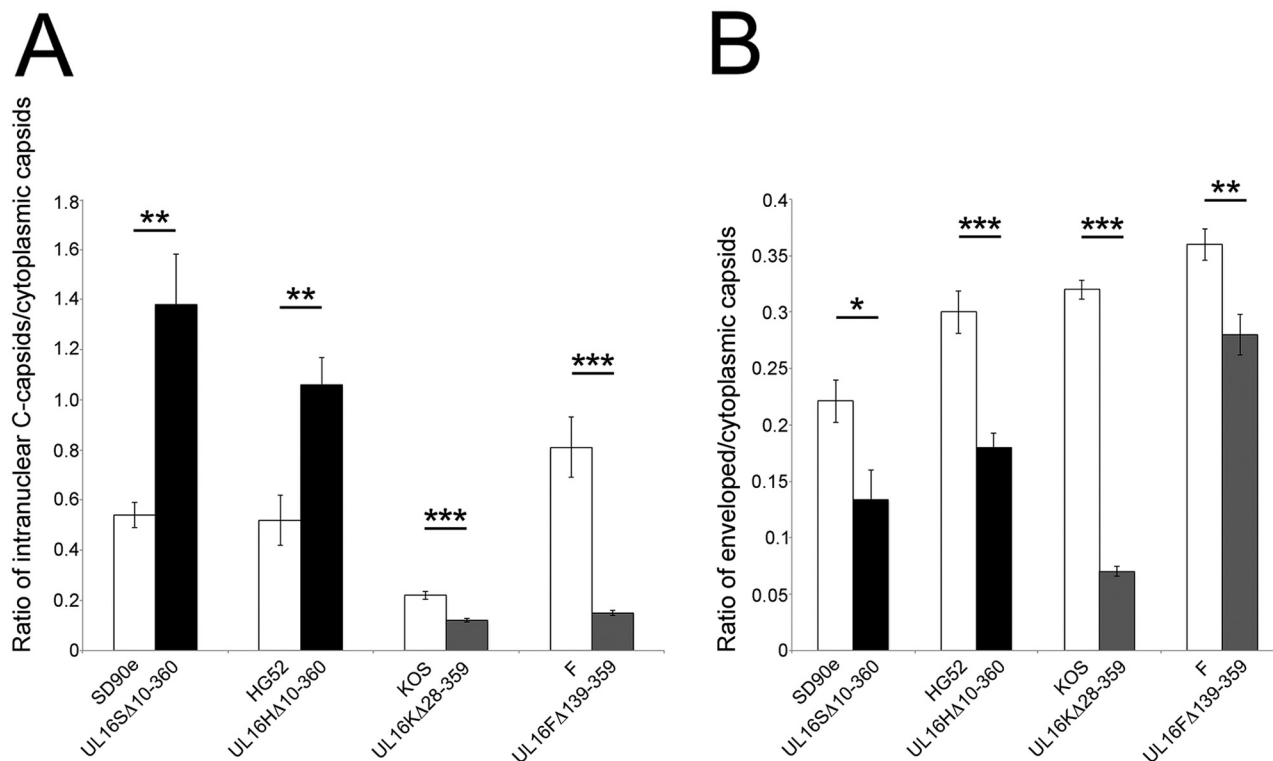 A
B
Ratio of intranuclear C-capsids/cytoplasmic capsids
1.8
1.6
1.4
1.2
1.0
0.8
0.6
0.4
0.2
0
**
**
***
***
SD90e
UL16SΔ10-360
HG52
UL16HΔ10-360
KOS
UL16KΔ28-359
F
UL16FΔ139-359
Ratio of enveloped/cytoplasmic capsids
0.4
0.35
0.3
0.25
0.2
0.15
0.1
0.05
0
*
***
***
**
SD90e
UL16SΔ10-360
HG52
UL16HΔ10-360
KOS
UL16KΔ28-359
F
UL16FΔ139-359